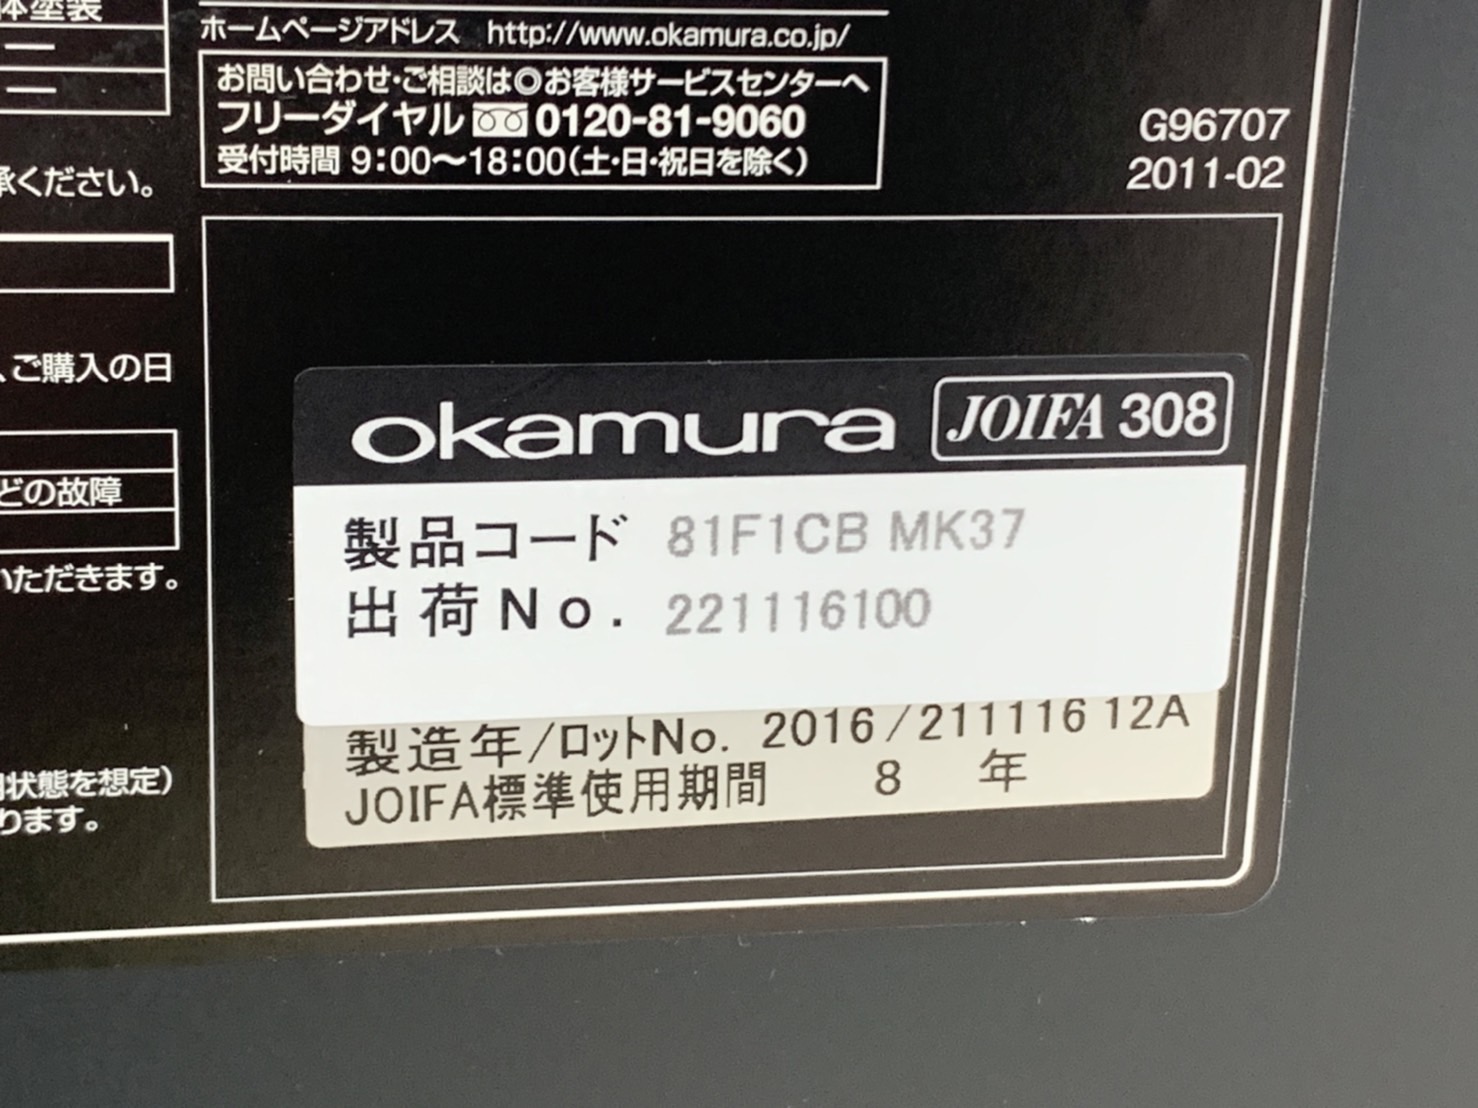 体塗装
ホームページアドレス http://www.okamura.co.jp/
お問い合わせ・ご相談は◎お客様サービスセンターへ
フリーダイヤル 0120-81-9060
受付時間 9:00〜18:00(土・日・祝日を除く)
G96707
2011-02
承ください。
、ご購入の日
どの故障
いただきます。
状態を想定)
ります。
okamura JOIFA 308
製品コード 81F1CB MK37
出荷No. 221116100
製造年/ロットNo. 2016/211116 12A
JOIFA標準使用期間 8 年